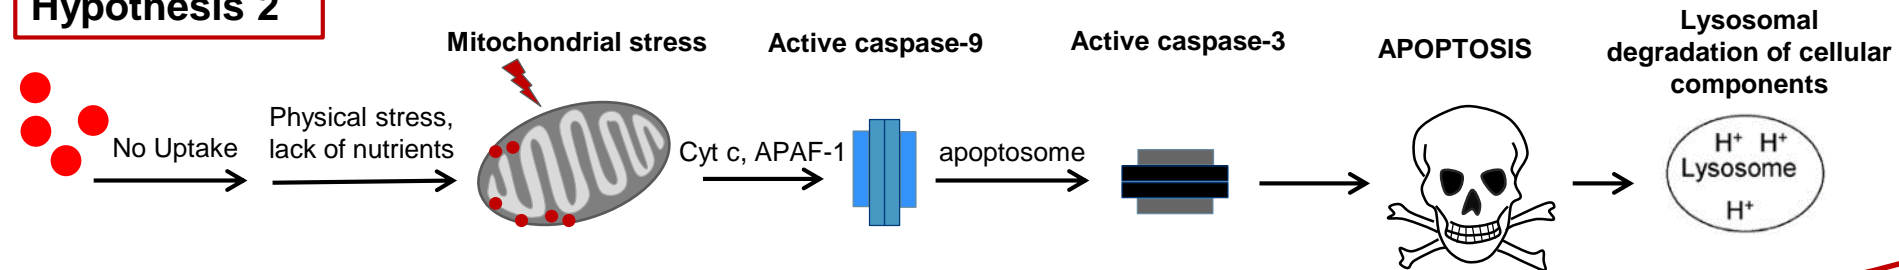 Hypothesis 2
Mitochondrial stress
Active caspase-9
Active caspase-3
APOPTOSIS
Lysosomal
degradation of cellular
components
No Uptake
Physical stress,
lack of nutrients
Cyt c, APAF-1
apoptosome
H⁺ H⁺
Lysosome
H⁺